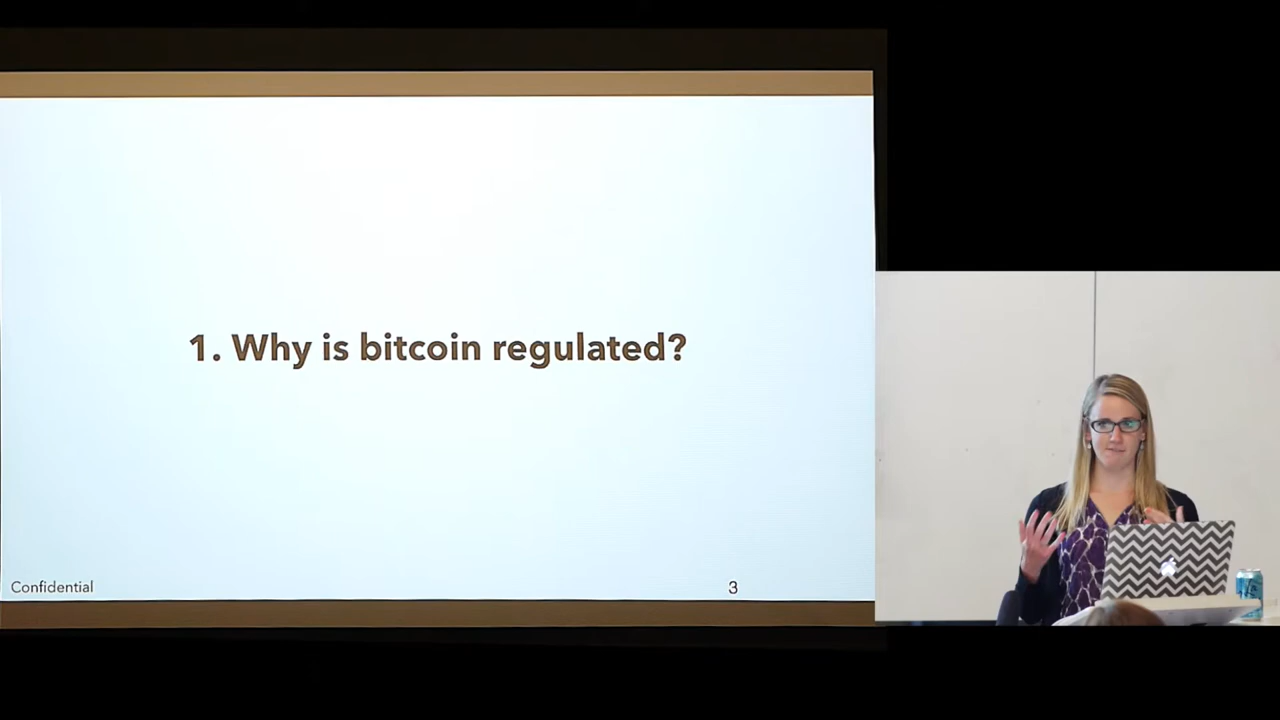 1. Why is bitcoin regulated?
Confidential
3